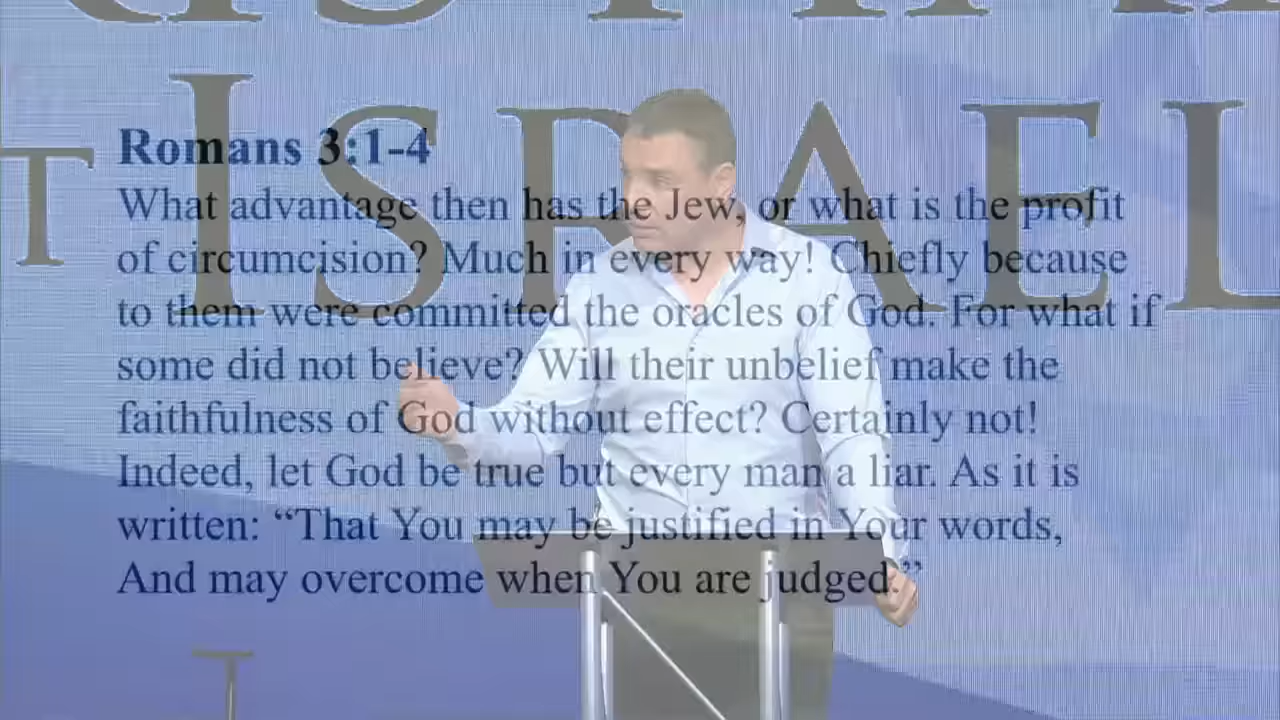 T ISRAEL
Romans 3:1-4
What advantage then has the Jew, or what is the profit
of circumcision? Much in every way! Chiefly because
to them were committed the oracles of God. For what if
some did not believe? Will their unbelief make the
faithfulness of God without effect? Certainly not!
Indeed, let God be true but every man a liar. As it is
written: “That You may be justified in Your words,
And may overcome when You are judged.”